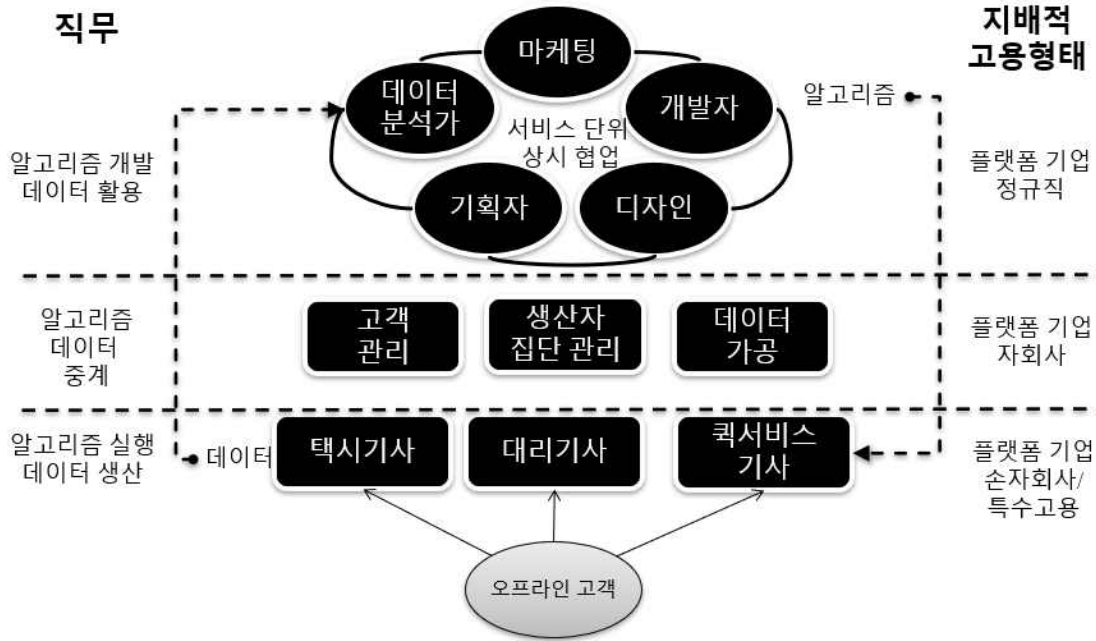 직무
지배적
고용형태
마케팅
데이터
분석가
개발자
알고리즘
서비스 단위
상시 협업
알고리즘 개발
데이터 활용
플랫폼 기업
정규직
기획자
디자인
알고리즘
데이터
중계
고객
관리
생산자
집단 관리
데이터
가공
플랫폼 기업
자회사
알고리즘 실행
데이터 생산
데이터
택시기사
대리기사
퀵서비스
기사
플랫폼 기업
손자회사/
특수고용
오프라인 고객